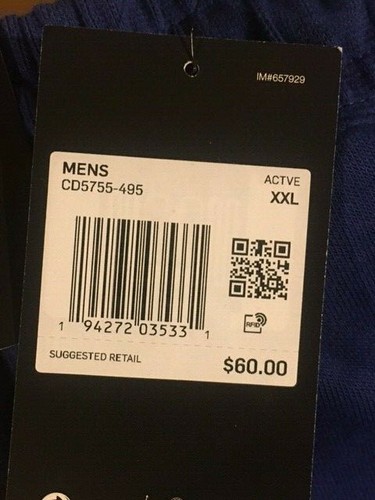 IM#657929
MENS
CD5755-495
ACTVE
XXL
1 94272 03533 1
RFID
SUGGESTED RETAIL
$60.00